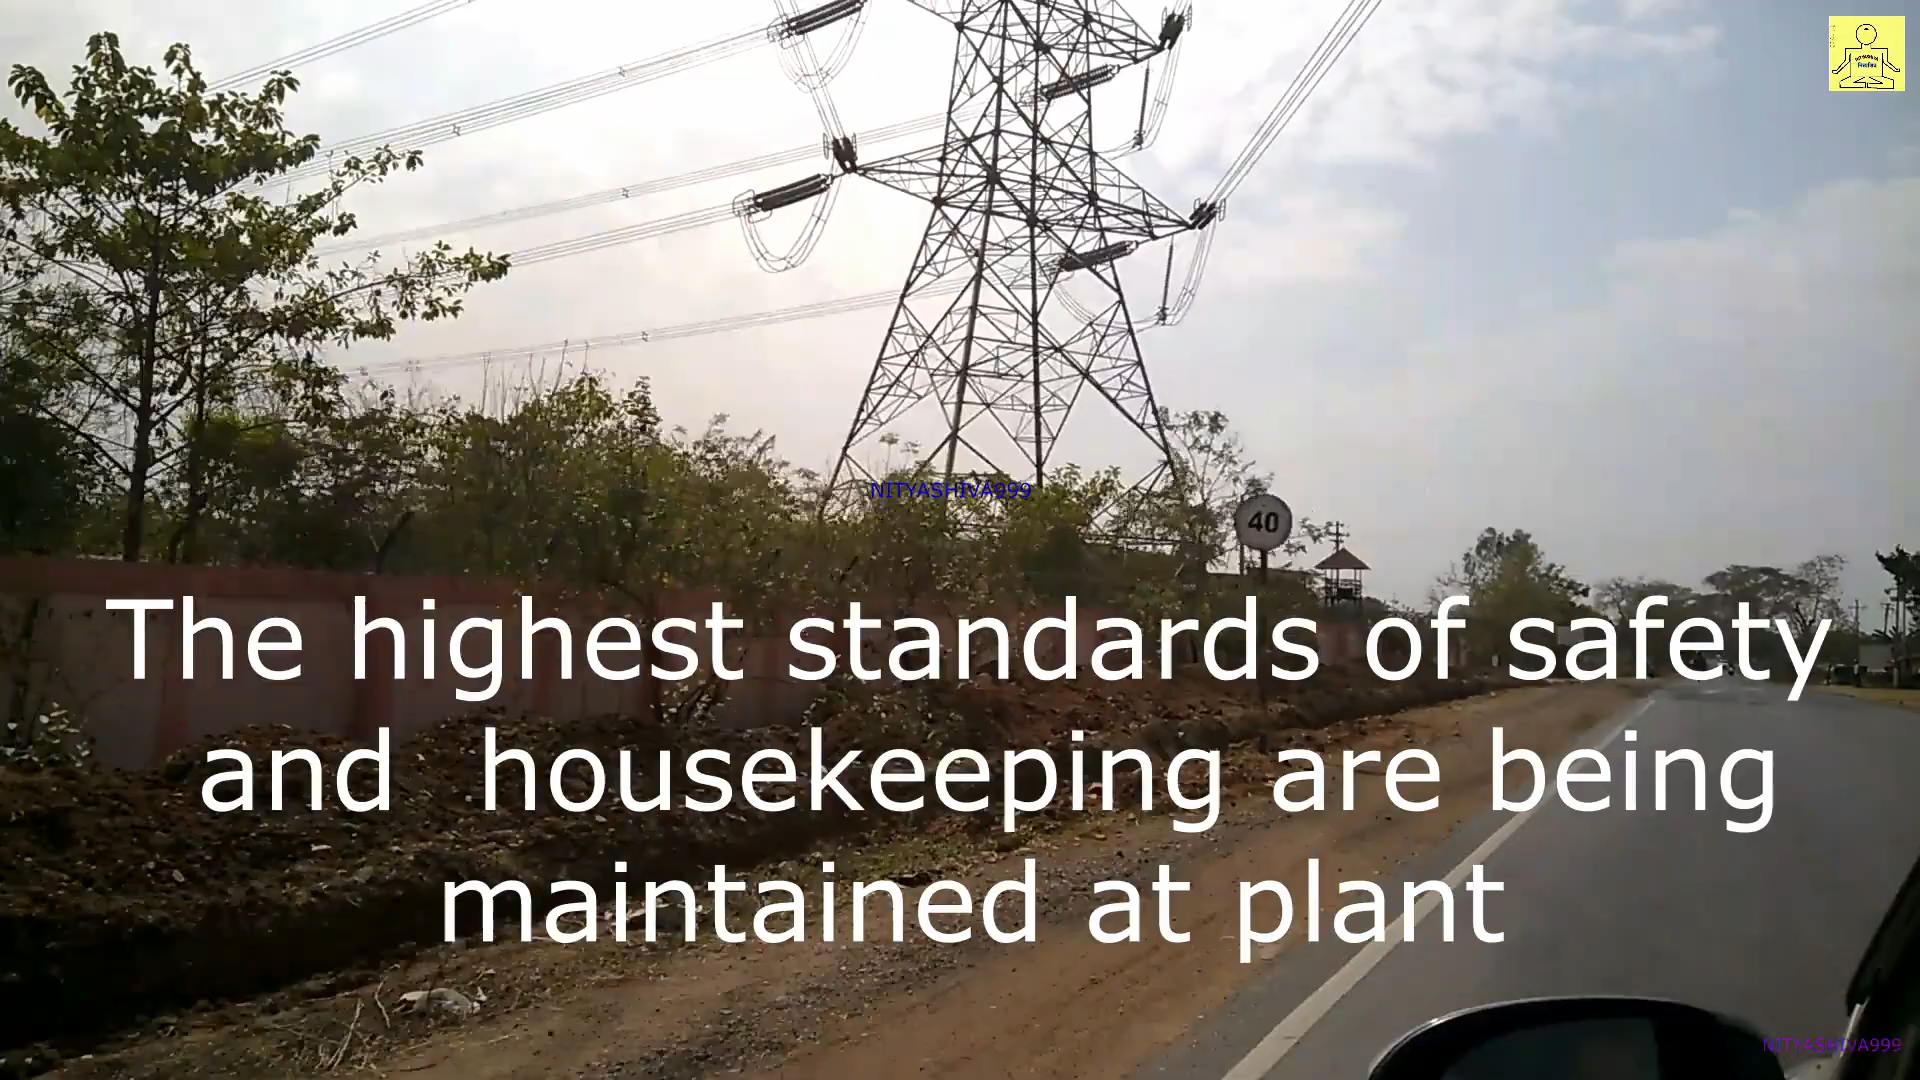 NITYASHIVA999
40
The highest standards of safety
and  housekeeping are being
maintained at plant
NITYASHIVA999